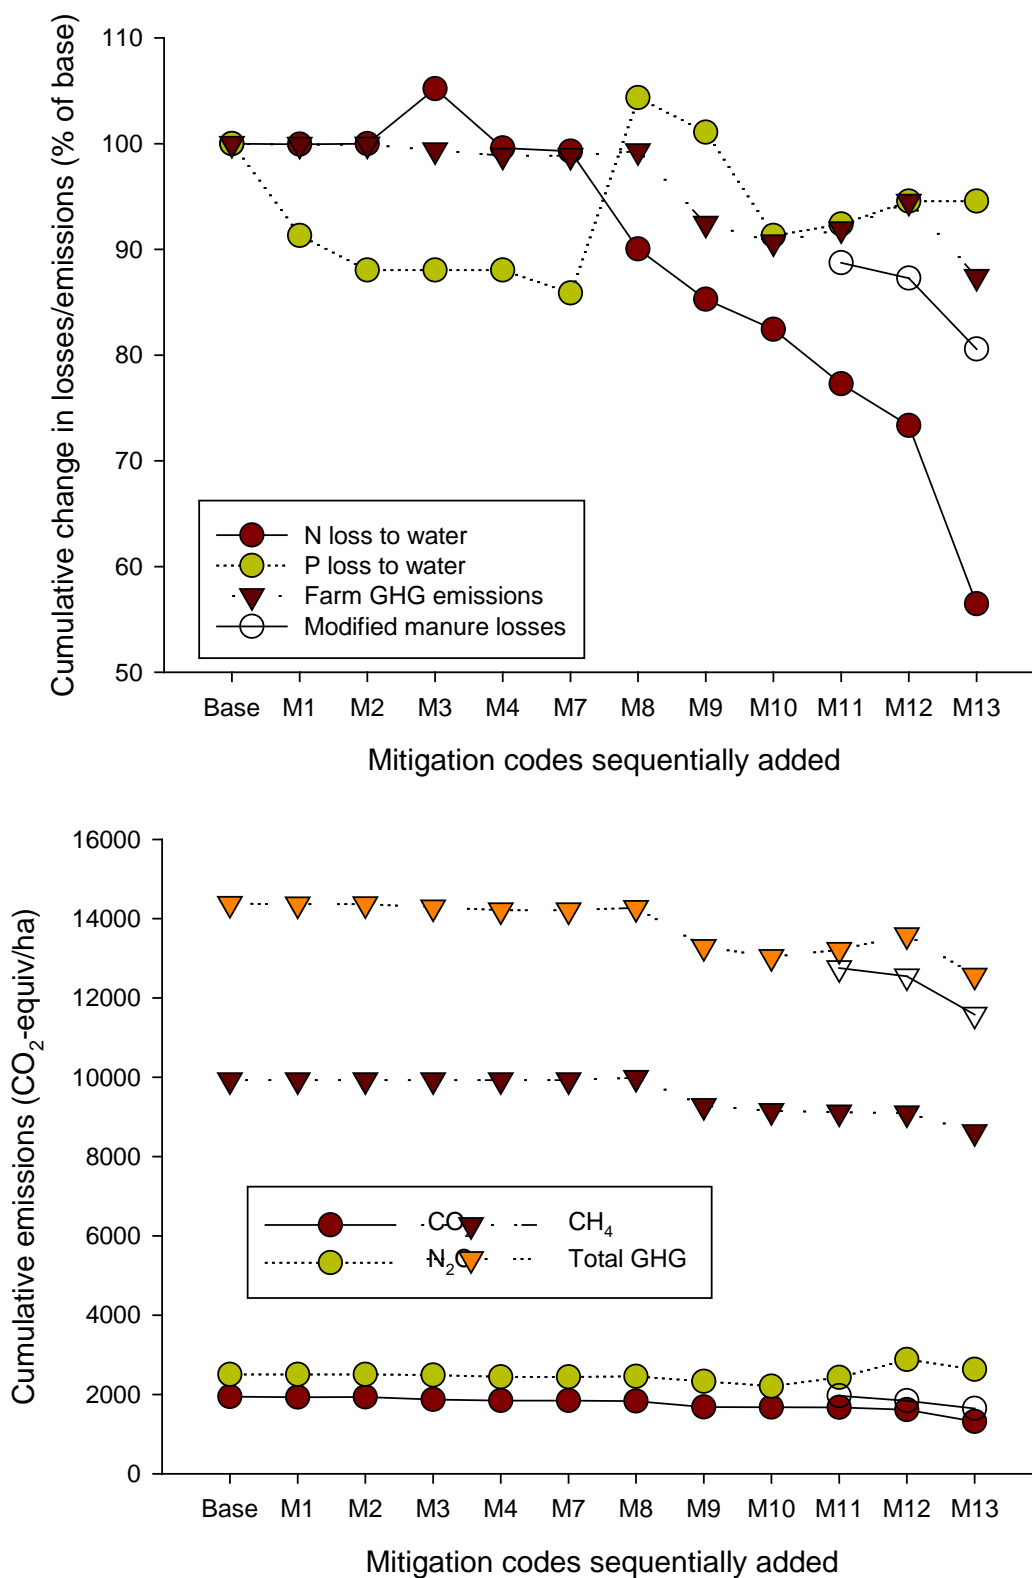 Cumulative change in losses/emissions (% of base)
110
100
90
80
70
60
50
N loss to water
P loss to water
Farm GHG emissions
Modified manure losses
Base M1 M2 M3 M4 M7 M8 M9 M10 M11 M12 M13
Mitigation codes sequentially added
Cumulative emissions (CO₂-equiv/ha)
16000
14000
12000
10000
8000
6000
4000
2000
0
CO₂ CH₄
N₂O Total GHG
Base M1 M2 M3 M4 M7 M8 M9 M10 M11 M12 M13
Mitigation codes sequentially added